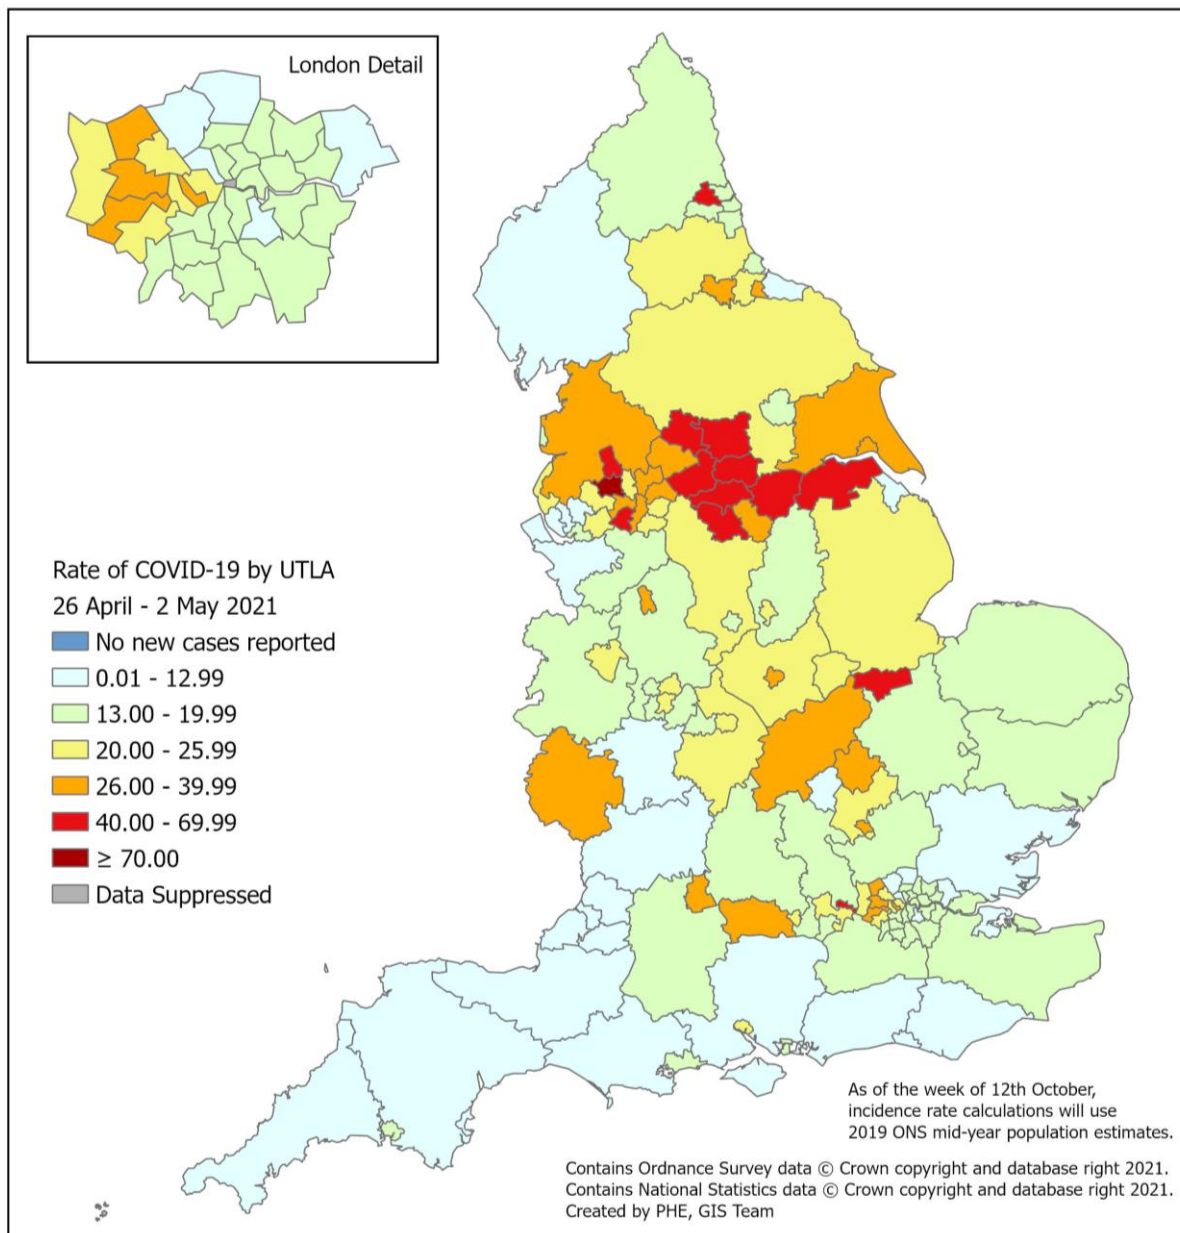 London Detail
Rate of COVID-19 by UTLA
26 April - 2 May 2021
No new cases reported
0.01 - 12.99
13.00 - 19.99
20.00 - 25.99
26.00 - 39.99
40.00 - 69.99
≥ 70.00
Data Suppressed
As of the week of 12th October,
incidence rate calculations will use
2019 ONS mid-year population estimates.
Contains Ordnance Survey data © Crown copyright and database right 2021.
Contains National Statistics data © Crown copyright and database right 2021.
Created by PHE, GIS Team